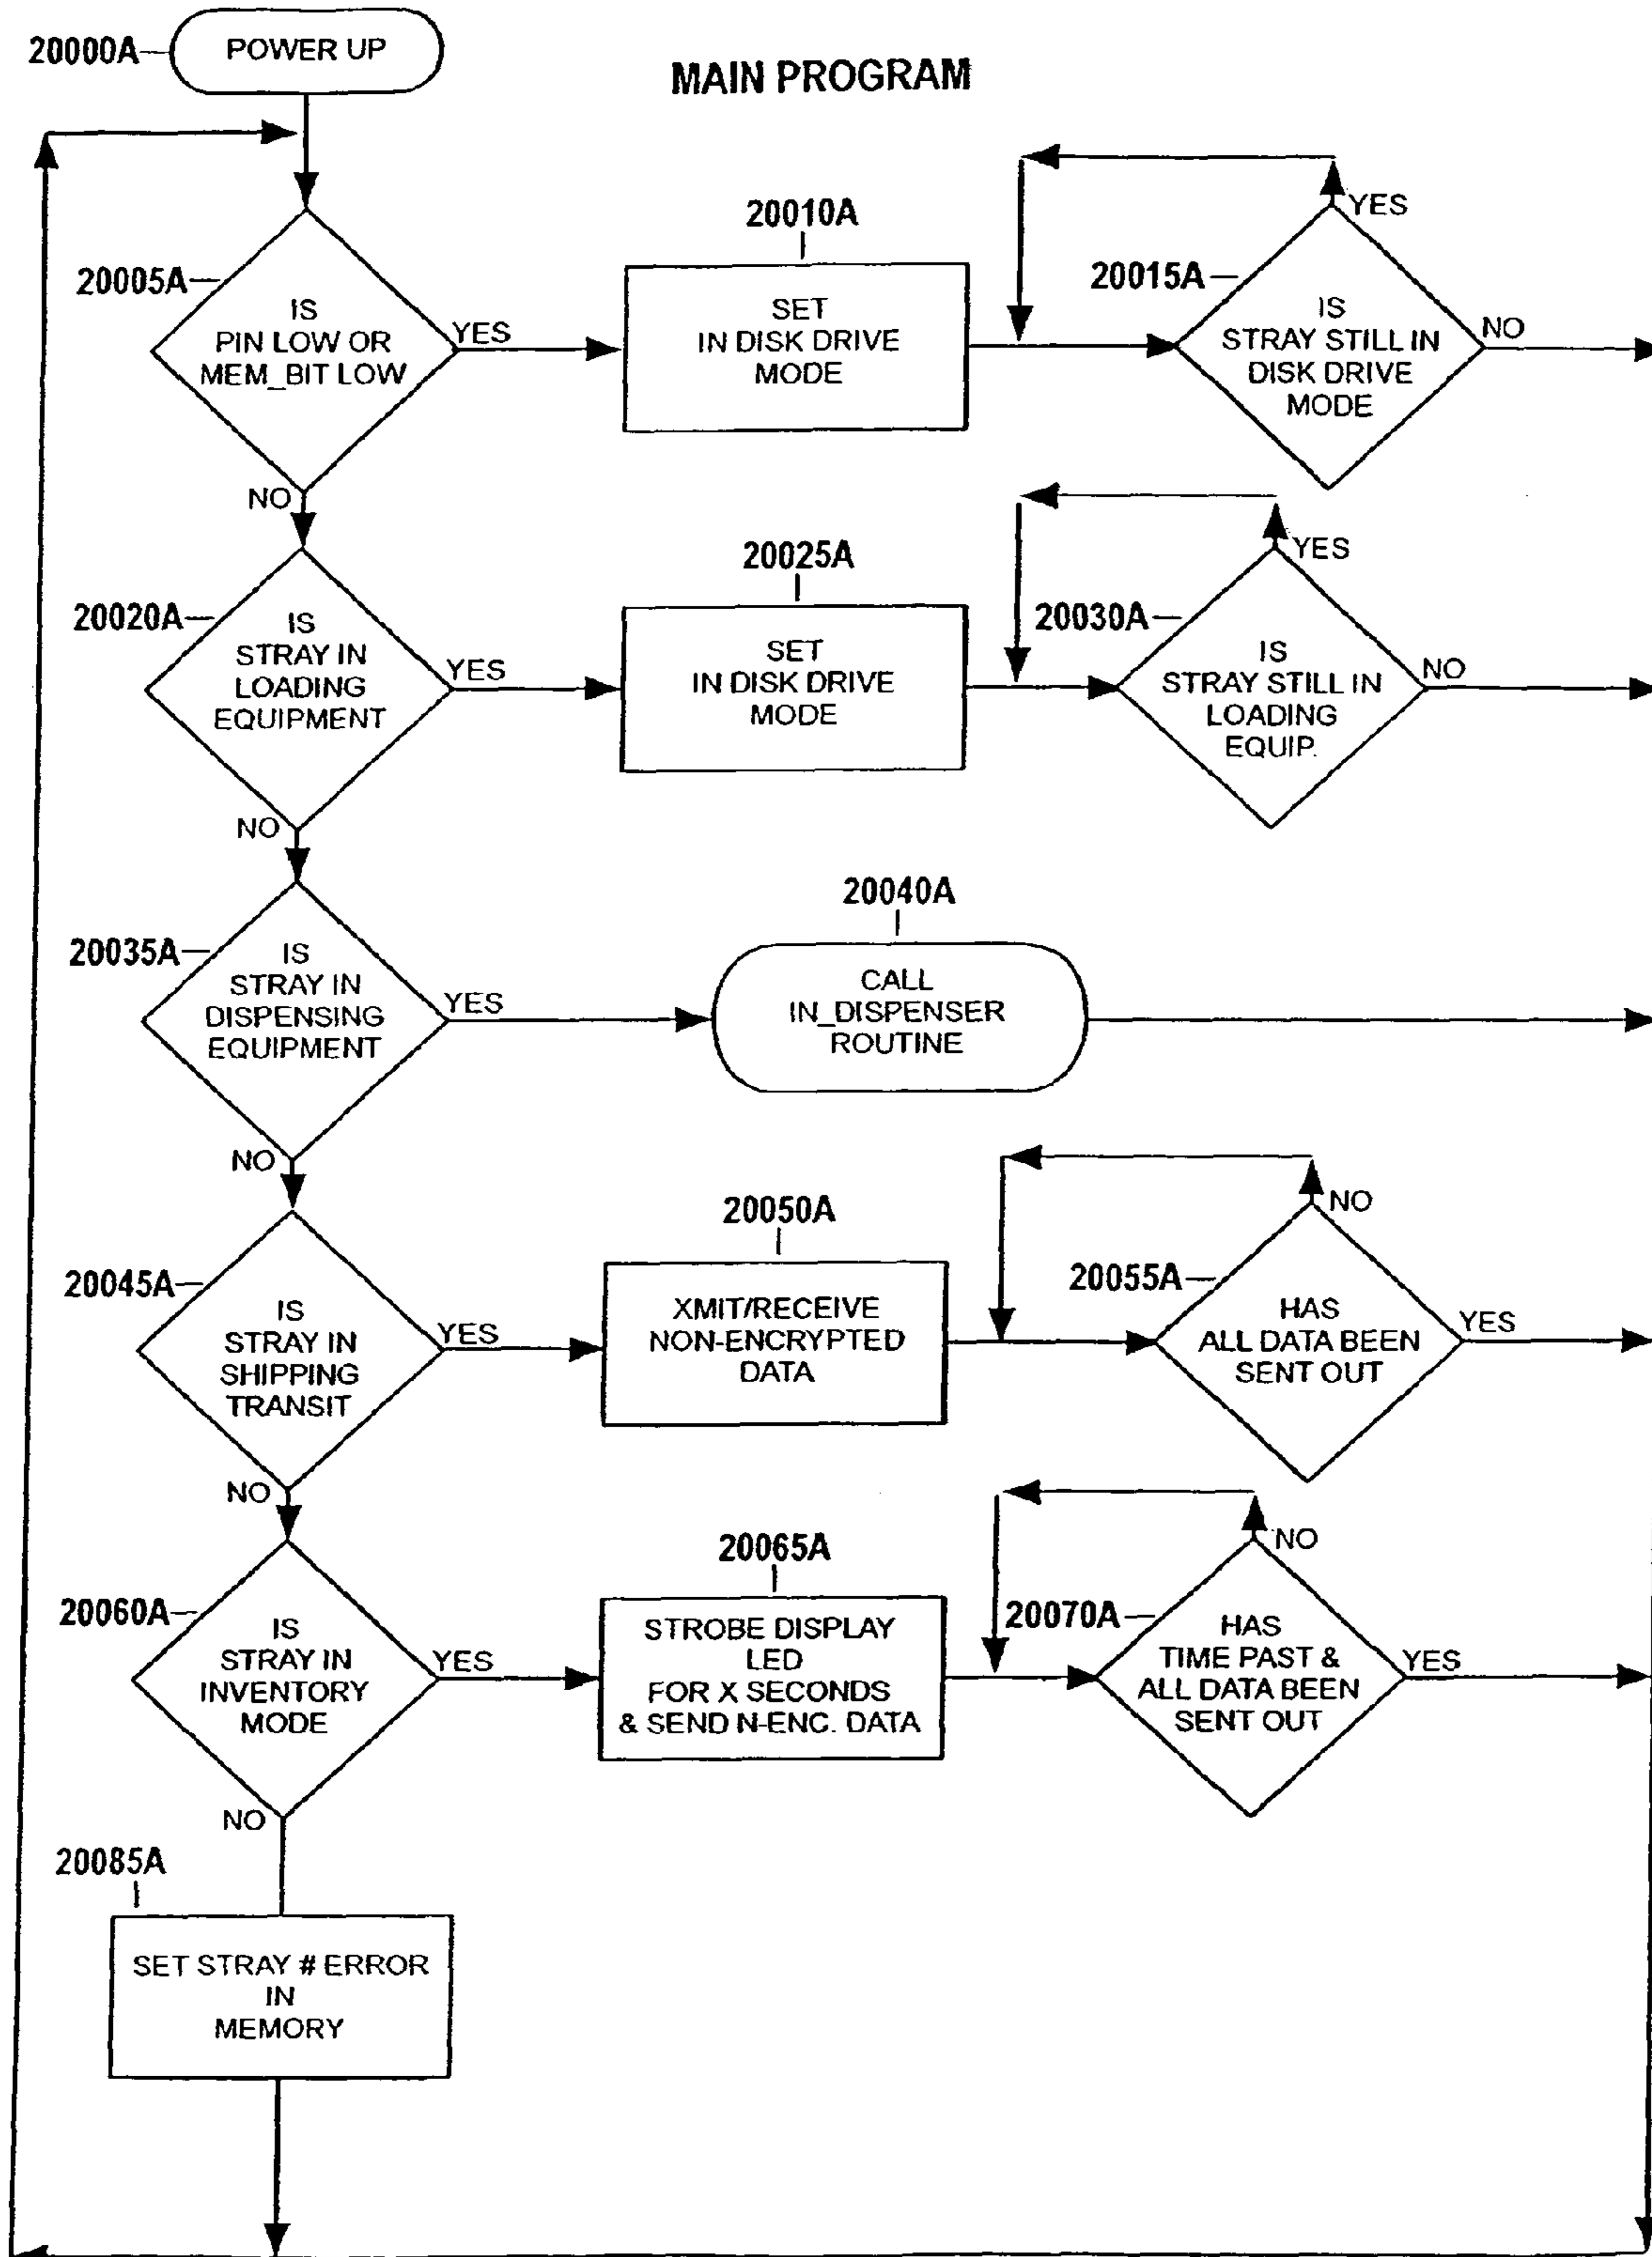 20000A
POWER UP
MAIN PROGRAM
20005A
IS
PIN LOW OR
MEM_BIT LOW
YES
NO
20010A
SET
IN DISK DRIVE
MODE
20015A
IS
STRAY STILL IN
DISK DRIVE
MODE
YES
NO
20020A
IS
STRAY IN
LOADING
EQUIPMENT
YES
NO
20025A
SET
IN DISK DRIVE
MODE
20030A
IS
STRAY STILL IN
LOADING
EQUIP.
YES
NO
20035A
IS
STRAY IN
DISPENSING
EQUIPMENT
YES
NO
20040A
CALL
IN_DISPENSER
ROUTINE
20045A
IS
STRAY IN
SHIPPING
TRANSIT
YES
NO
20050A
XMIT/RECEIVE
NON-ENCRYPTED
DATA
20055A
HAS
ALL DATA BEEN
SENT OUT
NO
YES
20060A
IS
STRAY IN
INVENTORY
MODE
YES
NO
20065A
STROBE DISPLAY
LED
FOR X SECONDS
& SEND N-ENC. DATA
20070A
HAS
TIME PAST &
ALL DATA BEEN
SENT OUT
NO
YES
20085A
SET STRAY # ERROR
IN
MEMORY